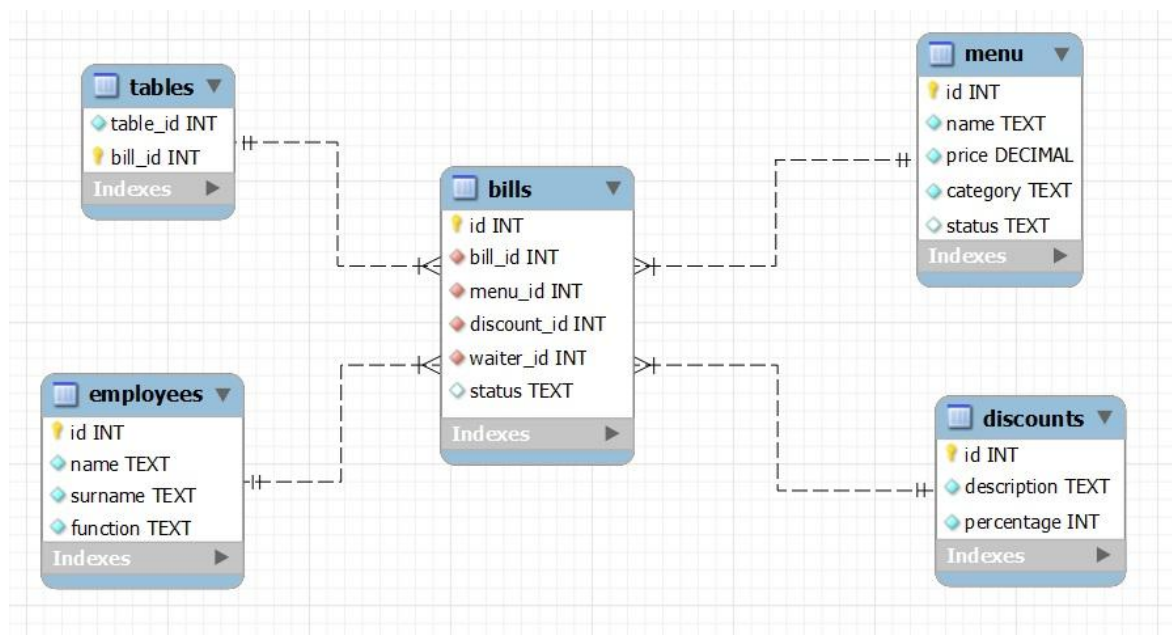 tables
table_id INT
bill_id INT
Indexes
employees
id INT
name TEXT
surname TEXT
function TEXT
Indexes
bills
id INT
bill_id INT
menu_id INT
discount_id INT
waiter_id INT
status TEXT
Indexes
menu
id INT
name TEXT
price DECIMAL
category TEXT
status TEXT
Indexes
discounts
id INT
description TEXT
percentage INT
Indexes